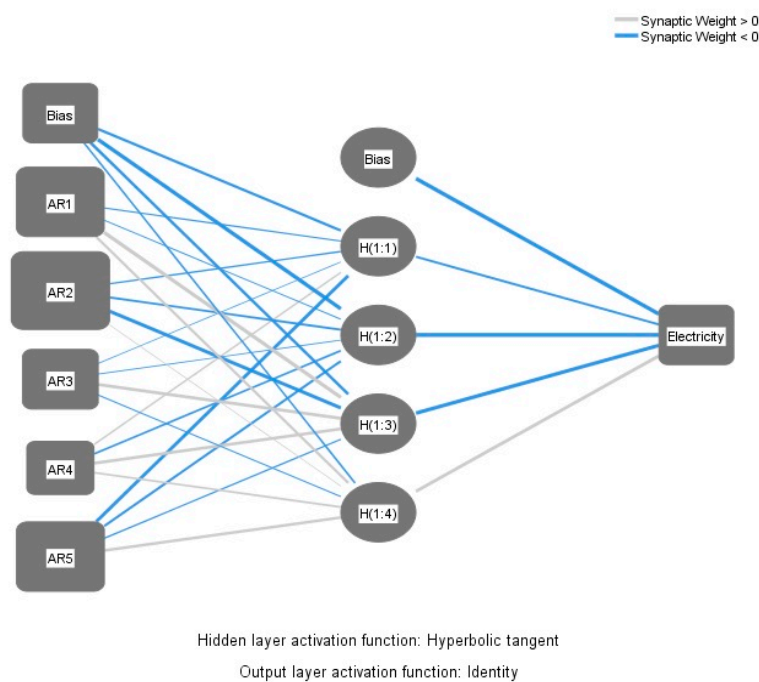 Synaptic Weight > 0
Synaptic Weight < 0
Bias
AR1
AR2
AR3
AR4
AR5
Bias
H(1:1)
H(1:2)
H(1:3)
H(1:4)
Electricity
Hidden layer activation function: Hyperbolic tangent
Output layer activation function: Identity